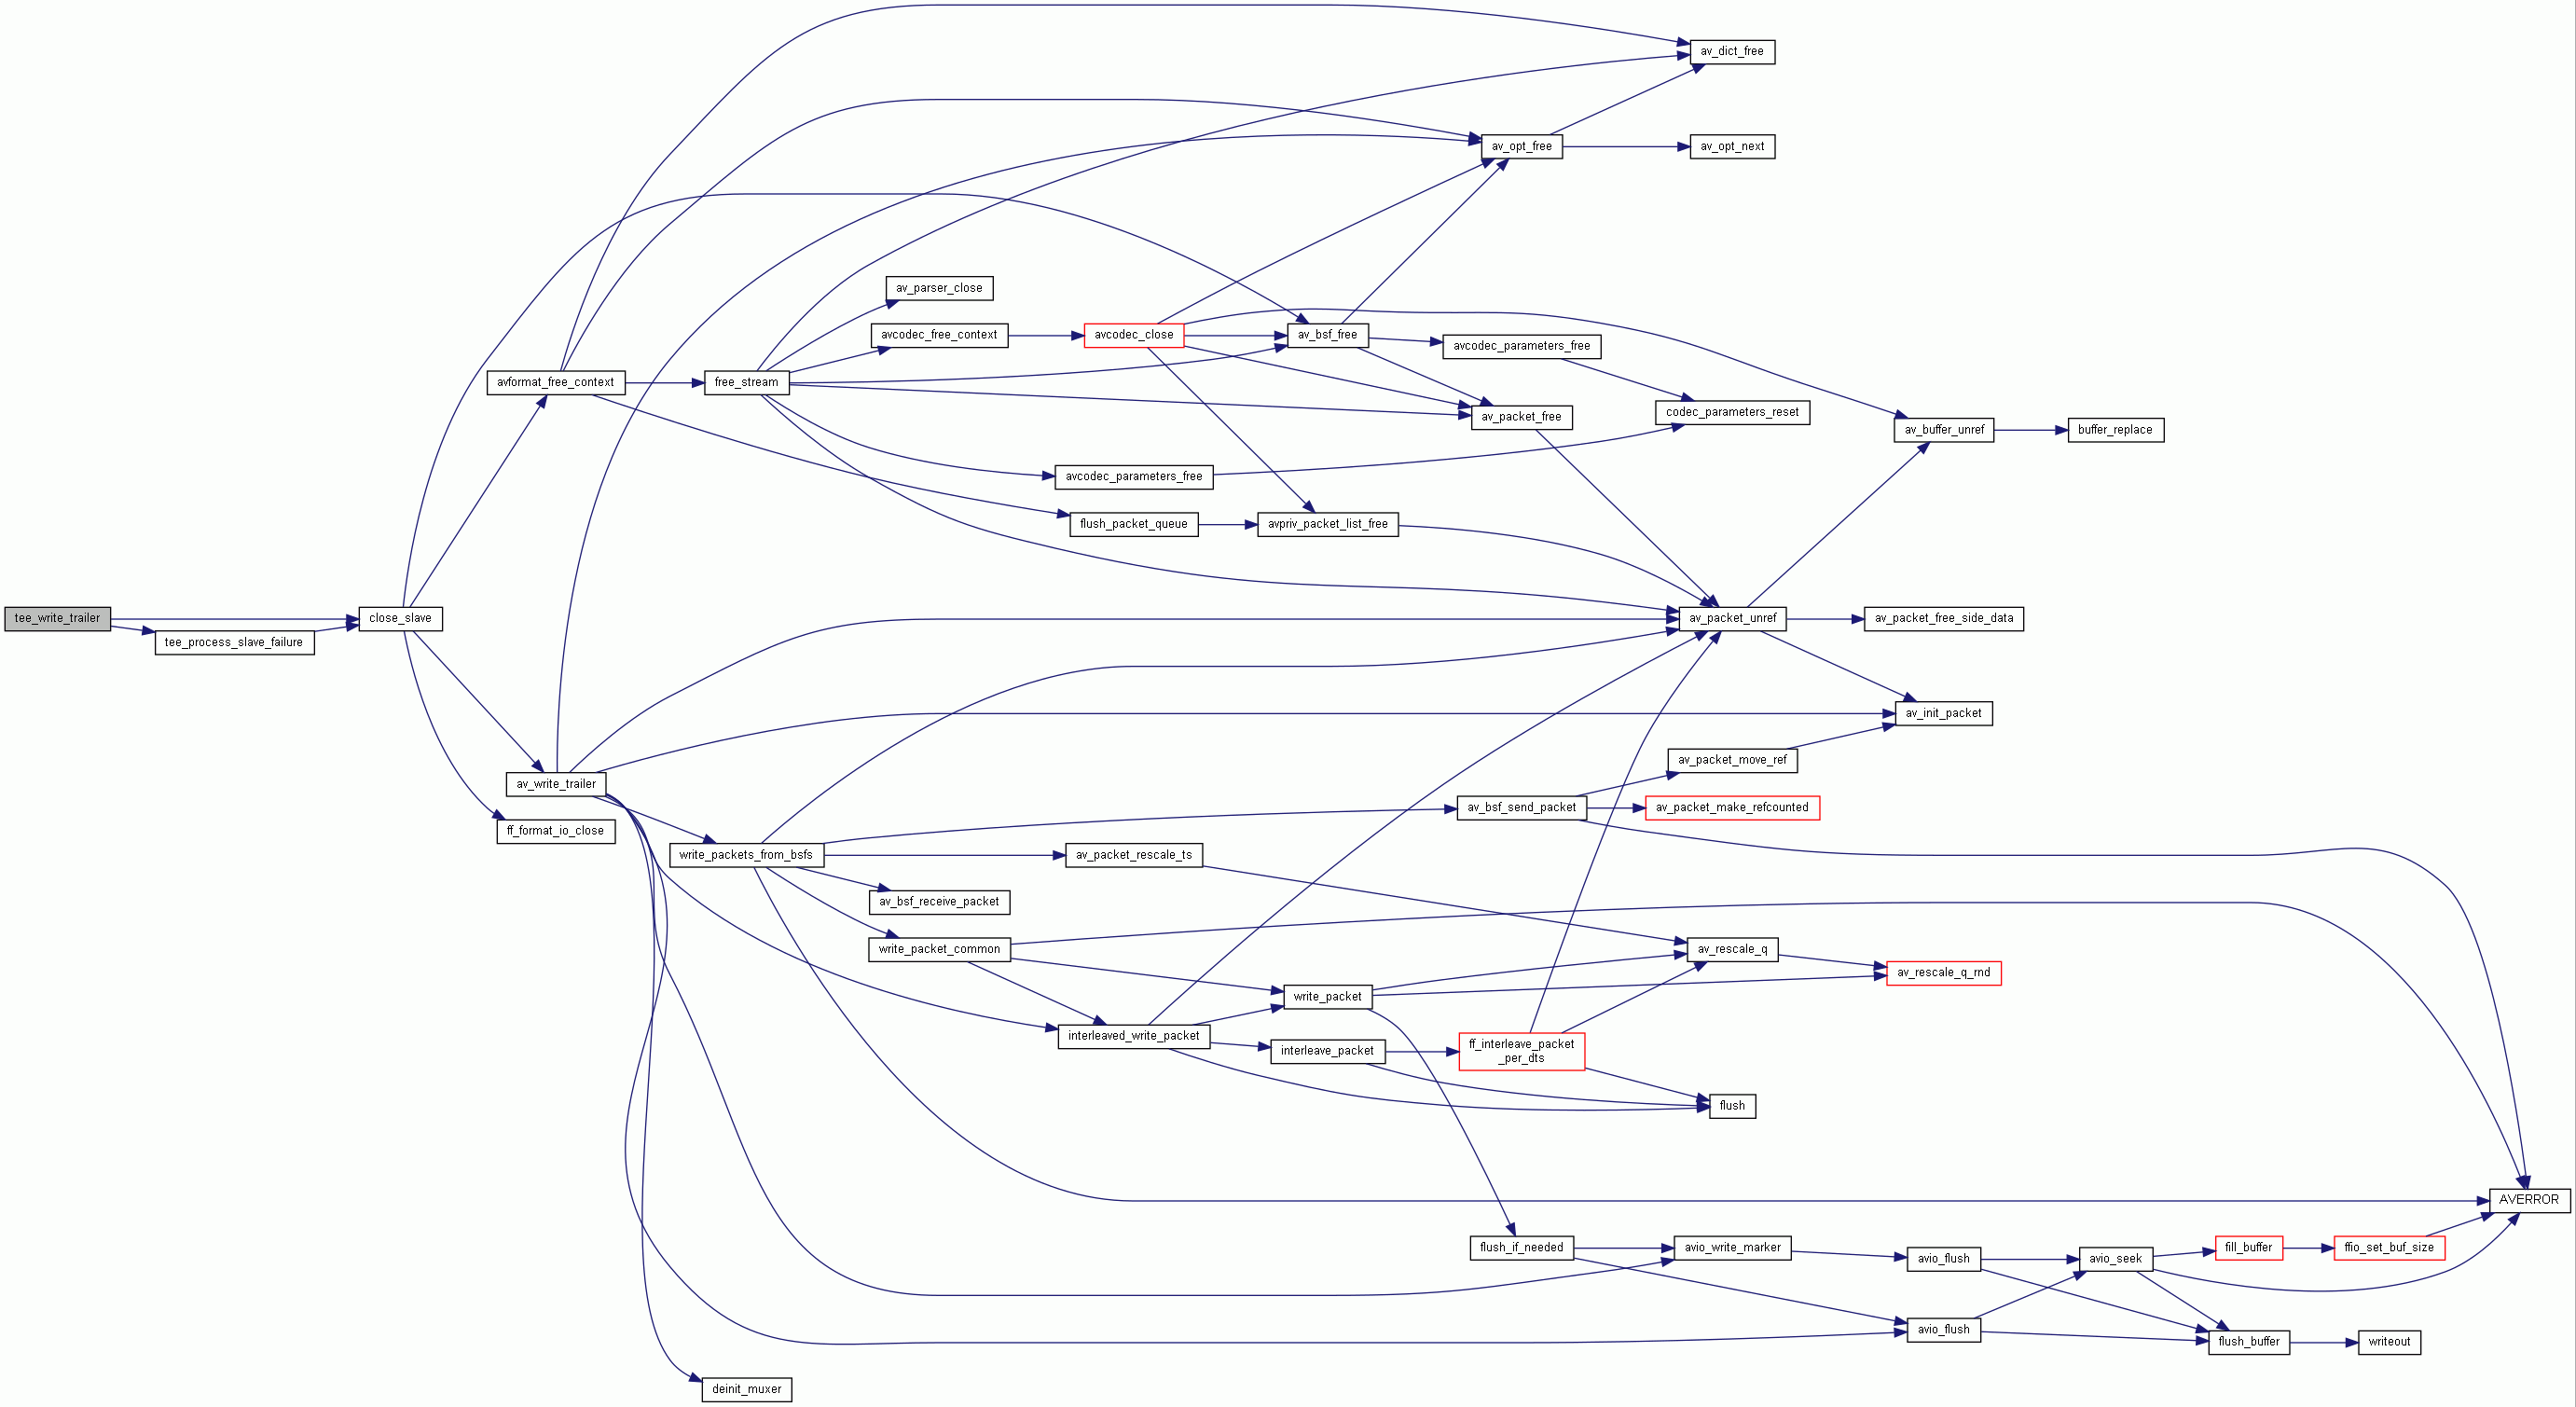 av_dict_free
av_opt_free
av_opt_next
av_parser_close
avcodec_free_context
avcodec_close
av_bsf_free
avcodec_parameters_free
avformat_free_context
free_stream
av_packet_free
codec_parameters_reset
av_buffer_unref
buffer_replace
avcodec_parameters_free
flush_packet_queue
avpriv_packet_list_free
tee_write_trailer
close_slave
av_packet_unref
av_packet_free_side_data
tee_process_slave_failure
av_init_packet
av_packet_move_ref
av_write_trailer
av_bsf_send_packet
av_packet_make_refcounted
ff_format_io_close
write_packets_from_bsfs
av_packet_rescale_ts
av_bsf_receive_packet
write_packet_common
av_rescale_q
av_rescale_q_rnd
write_packet
interleaved_write_packet
interleave_packet
ff_interleave_packet
_per_dts
flush
AVERROR
flush_if_needed
avio_write_marker
avio_flush
avio_seek
fill_buffer
ffio_set_buf_size
avio_flush
flush_buffer
writeout
deinit_muxer